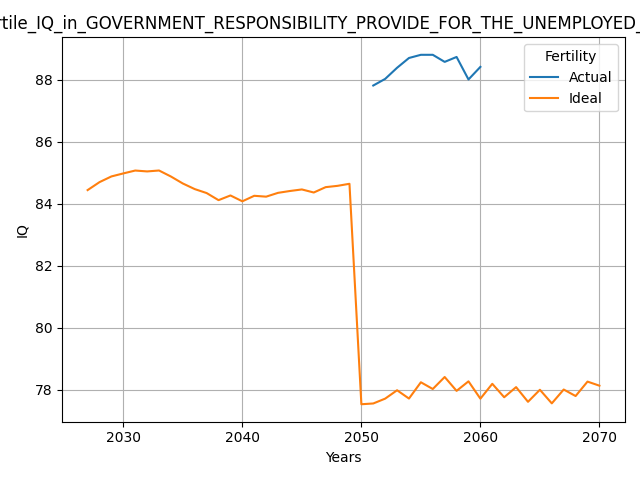 rtile_IQ_in_GOVERNMENT_RESPONSIBILITY_PROVIDE_FOR_THE_UNEMPLOYED_
Fertility
Actual
Ideal
88
86
84
82
80
78
IQ
2030
2040
2050
2060
2070
Years